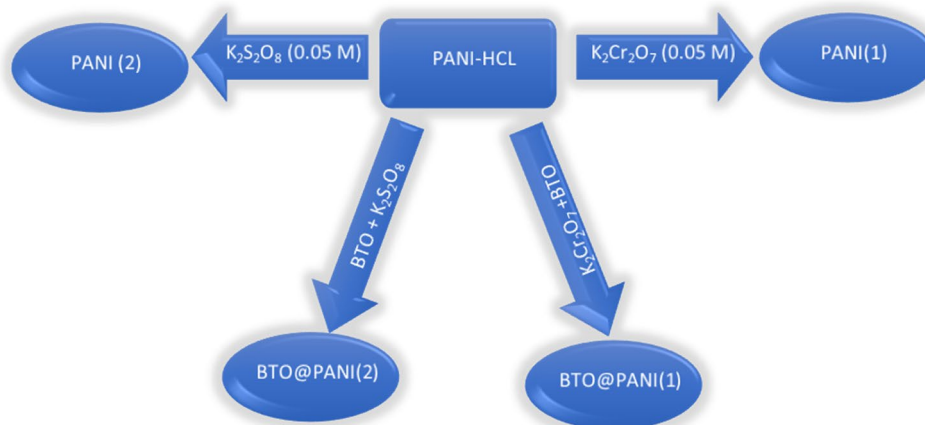 PANI (2)
K₂S₂O₈ (0.05 M)
PANI-HCL
K₂Cr₂O₇ (0.05 M)
PANI(1)
BTO + K₂S₂O₈
K₂Cr₂O₇ +BTO
BTO@PANI(2)
BTO@PANI(1)